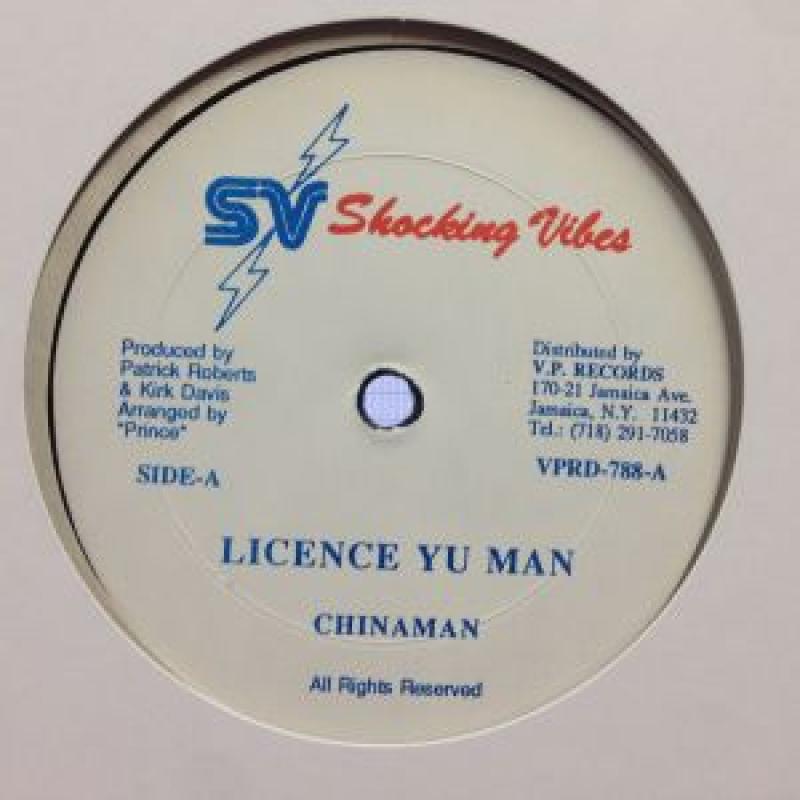 SV Shocking Vibes
Produced by
Patrick Roberts
& Kirk Davis
Arranged by
"Prince"
SIDE-A
Distributed by
V.P. RECORDS
170-21 Jamaica Ave.
Jamaica, N.Y. 11432
Tel.: (718) 291-7058
VPRD-788-A
LICENCE YU MAN
CHINAMAN
All Rights Reserved